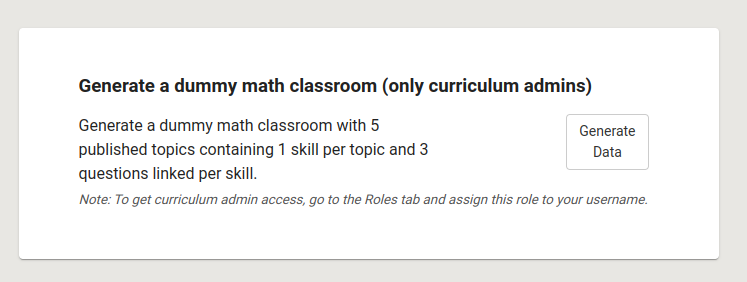 Generate a dummy math classroom (only curriculum admins)
Generate a dummy math classroom with 5
published topics containing 1 skill per topic and 3
questions linked per skill.
Generate
Data
Note: To get curriculum admin access, go to the Roles tab and assign this role to your username.